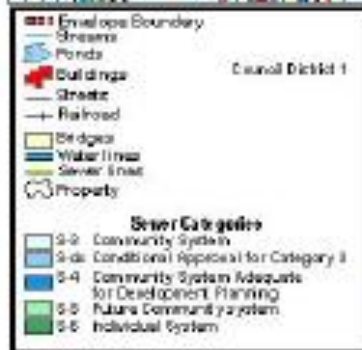 Envelope Boundary
Streams
Ponds
Buildings
Council District 1
Streets
Railroad
Bridges
Water lines
Sewer lines
Property
Sewer Categories
S-3 Community System
Conditional Approval for Category 3
S-4 Community System Adequate
for Development Planning
S-5 Future Community system
S-6 Individual System